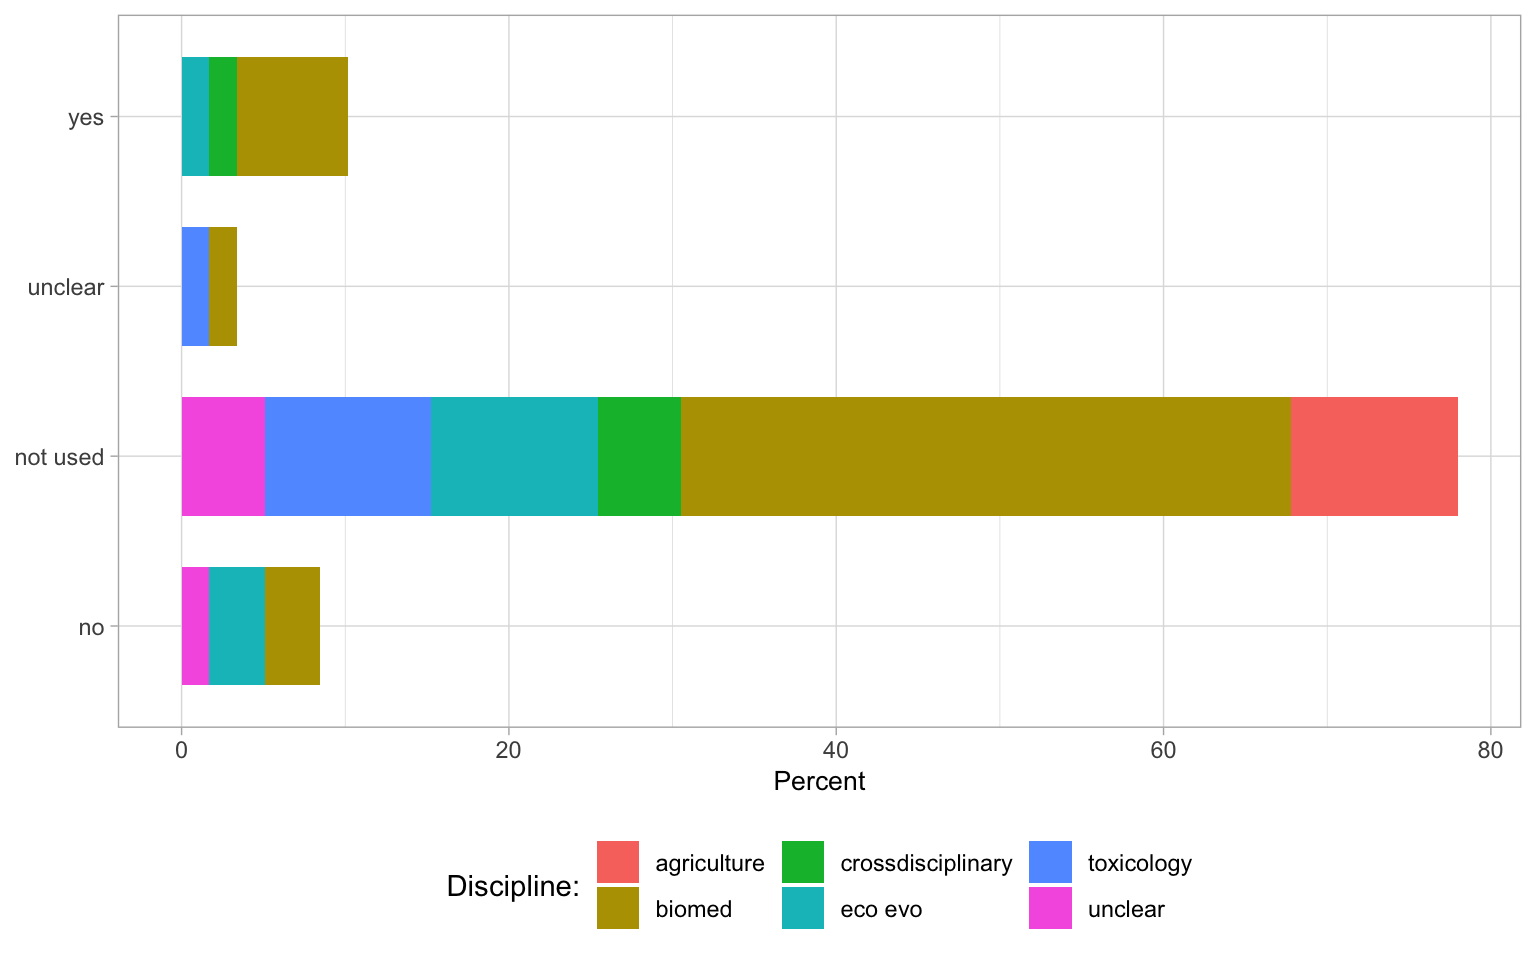 yes
unclear
not used
no
0 20 40 60 80
Percent
Discipline:
agriculture crossdisciplinary toxicology
biomed eco evo unclear